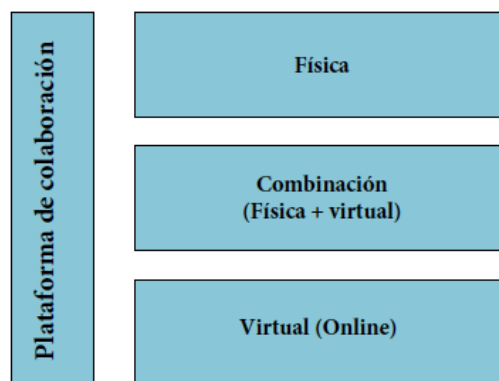 Plataforma de colaboración
Física
Combinación
(Física + virtual)
Virtual (Online)